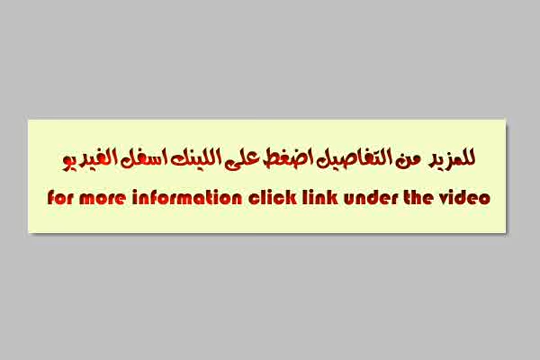 للمزيد من التفاصيل اضغط على اللينك اسفل الفيديو
for more information click link under the video